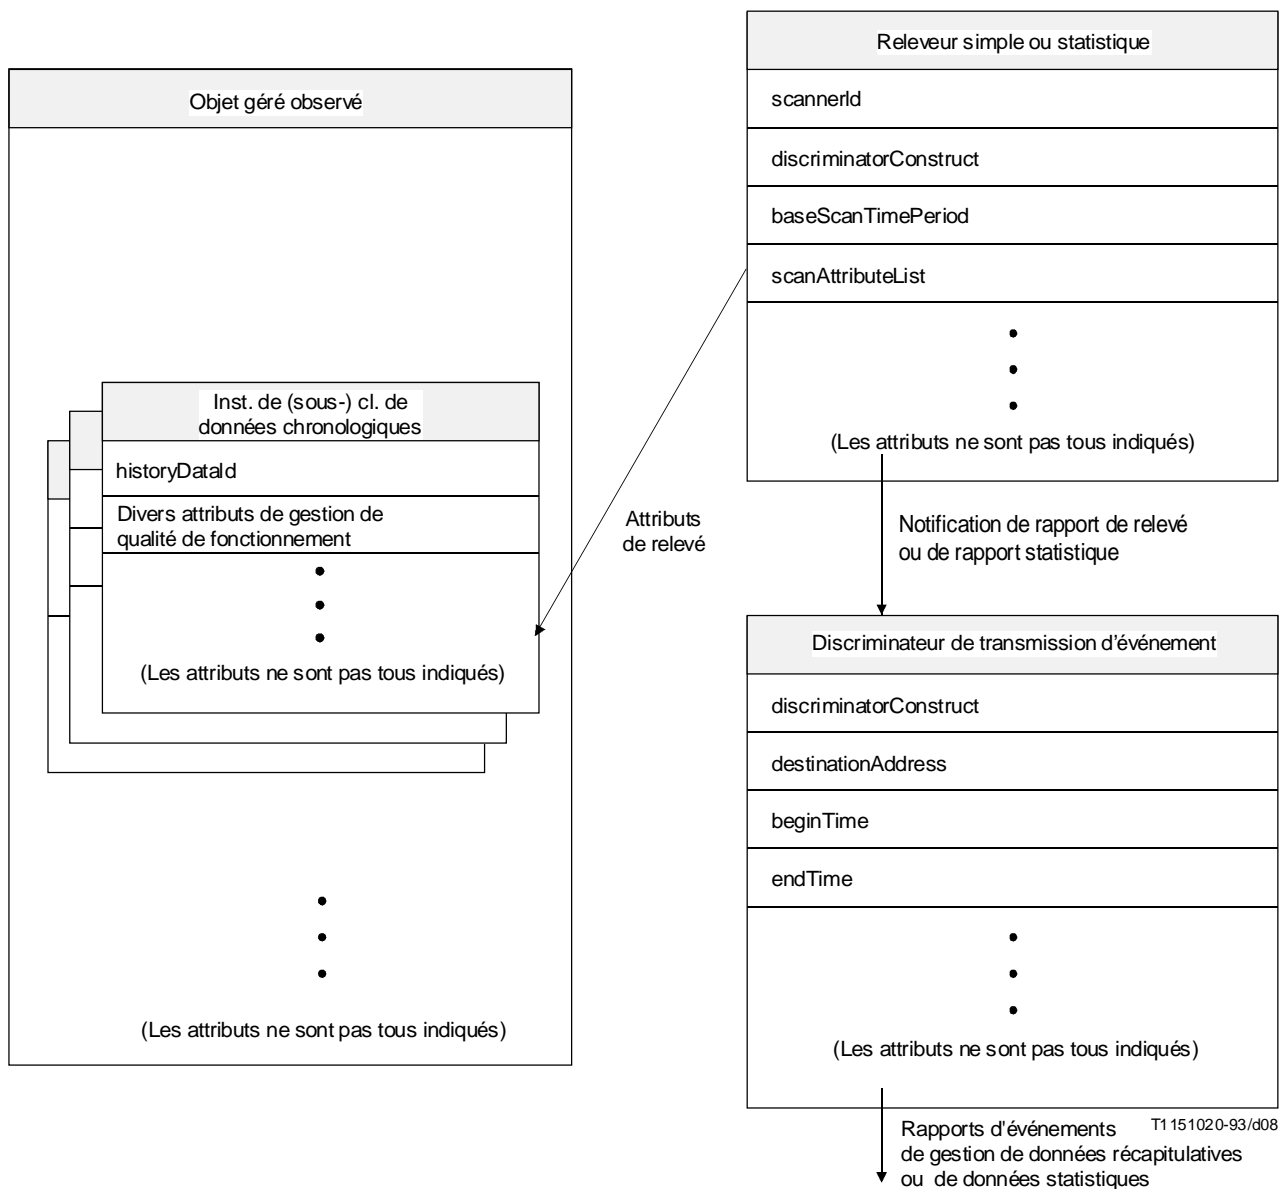 Objet géré observé
Inst. de (sous-) cl. de
données chronologiques
historyDataId
Divers attributs de gestion de
qualité de fonctionnement
(Les attributs ne sont pas tous indiqués)
(Les attributs ne sont pas tous indiqués)
Attributs
de relevé
Releveur simple ou statistique
scannerId
discriminatorConstruct
baseScanTimePeriod
scanAttributeList
(Les attributs ne sont pas tous indiqués)
Notification de rapport de relevé
ou de rapport statistique
Discriminateur de transmission d'événement
discriminatorConstruct
destinationAddress
beginTime
endTime
(Les attributs ne sont pas tous indiqués)
Rapports d'événements
de gestion de données récapitulatives
ou de données statistiques
T1151020-93/d08